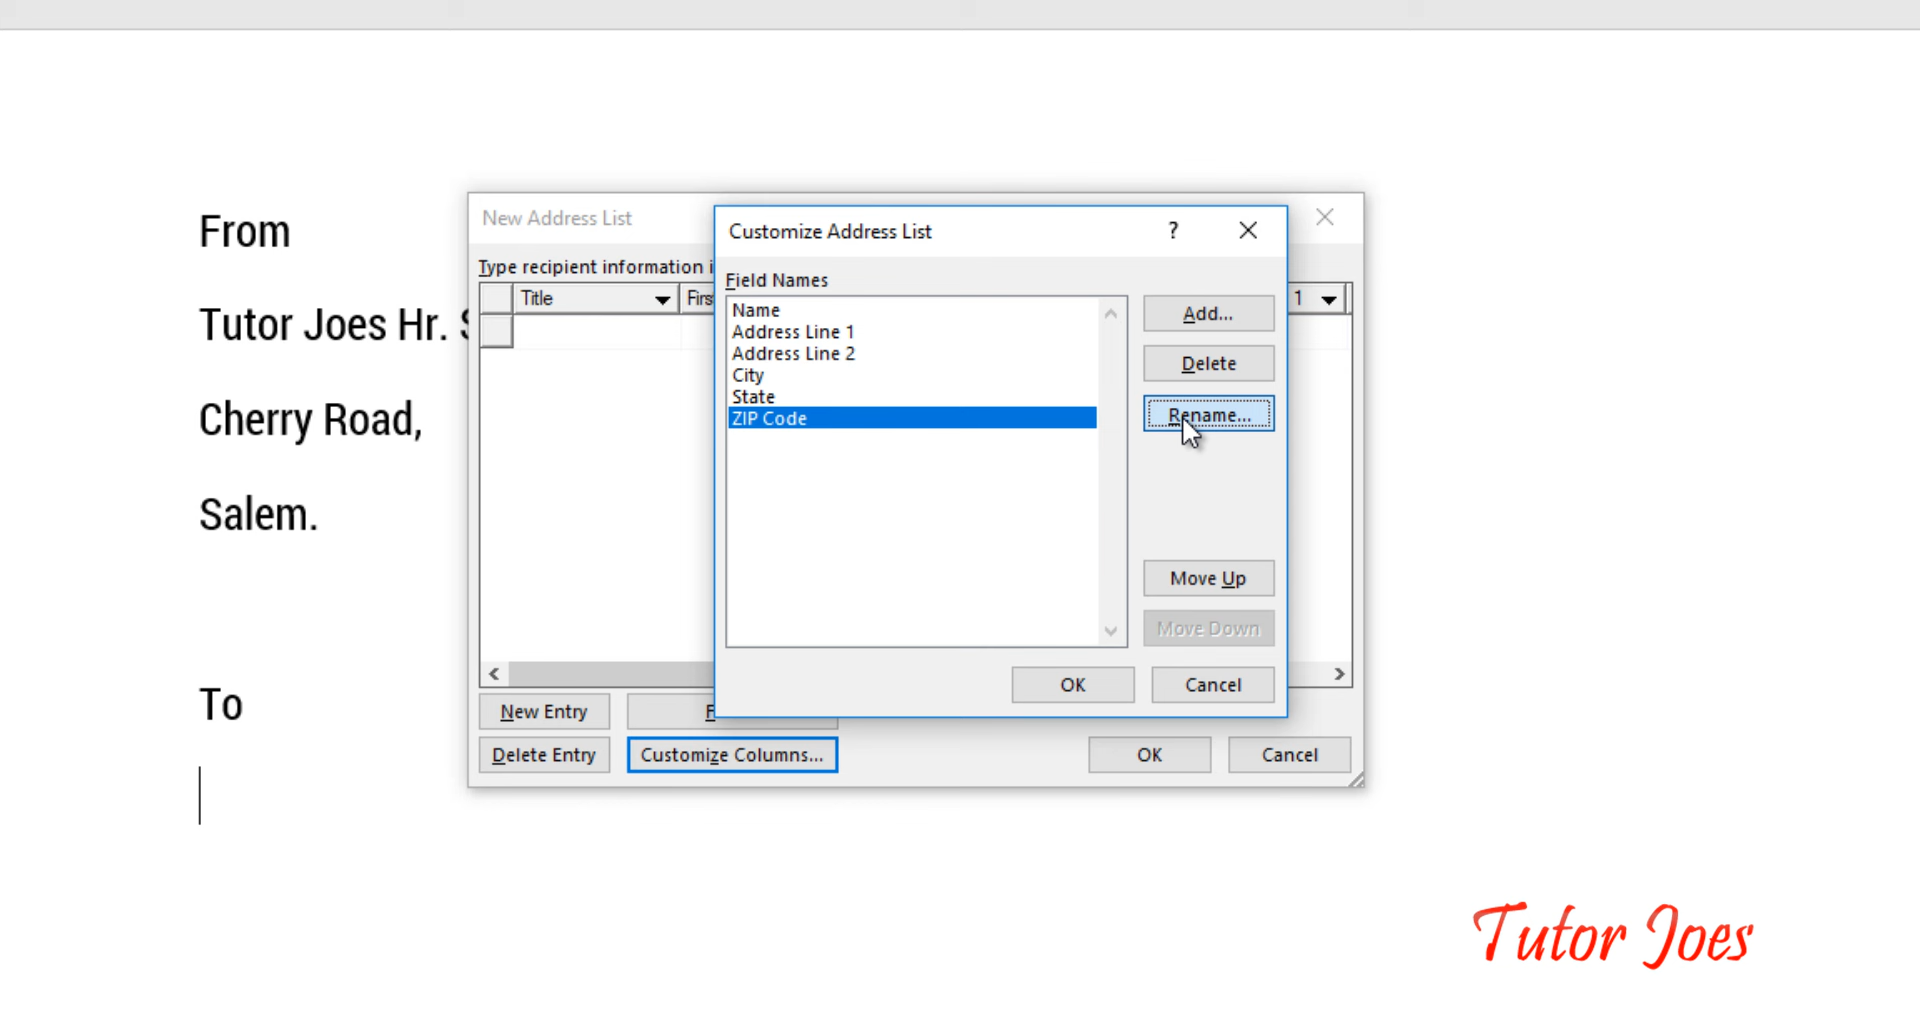 From
Tutor Joes Hr.
Cherry Road,
Salem.
To
New Address List
Type recipient information
Title
1
New Entry
Delete Entry
Customize Columns...
OK
Cancel
Customize Address List
?
Field Names
Name
Address Line 1
Address Line 2
City
State
ZIP Code
Add...
Delete
Rename...
Move Up
Move Down
OK
Cancel
Tutor Joes